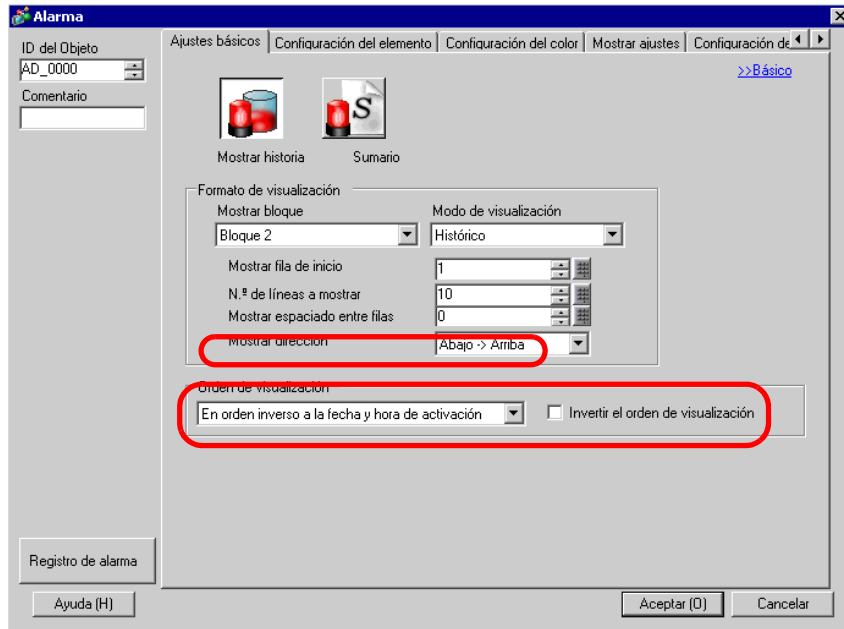 Alarma
ID del Objeto
AD_0000
Comentario
Ajustes básicos
Configuración del elemento
Configuración del color
Mostrar ajustes
Configuración de
>>Básico
S
Mostrar historia
Sumario
Formato de visualización
Mostrar bloque
Modo de visualización
Bloque 2
Histórico
Mostrar fila de inicio
1
N.º de líneas a mostrar
10
Mostrar espaciado entre filas
0
Mostrar dirección
Abajo -> Arriba
Orden de visualización
En orden inverso a la fecha y hora de activación
Invertir el orden de visualización
Registro de alarma
Ayuda (H)
Aceptar (O)
Cancelar